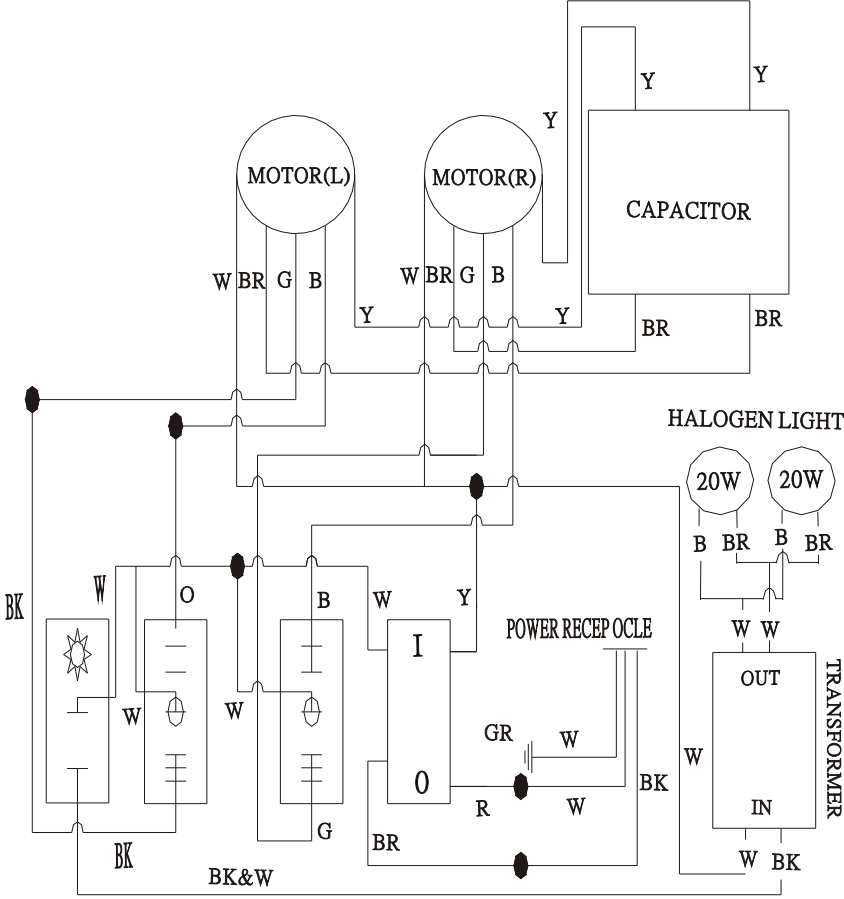 Y
Y
Y
MOTOR(L)
MOTOR(R)
CAPACITOR
W BR G B
W BR G B
Y
Y
BR
BR
HALOGEN LIGHT
20W
20W
B BR B BR
BK
W
O
B
W
Y
I
POWER RECEP OCLE
W W
OUT
TRANSFORMER
W
W
GR
W
W
O
R
W
BK
IN
BR
G
BK
W BK
BK&W